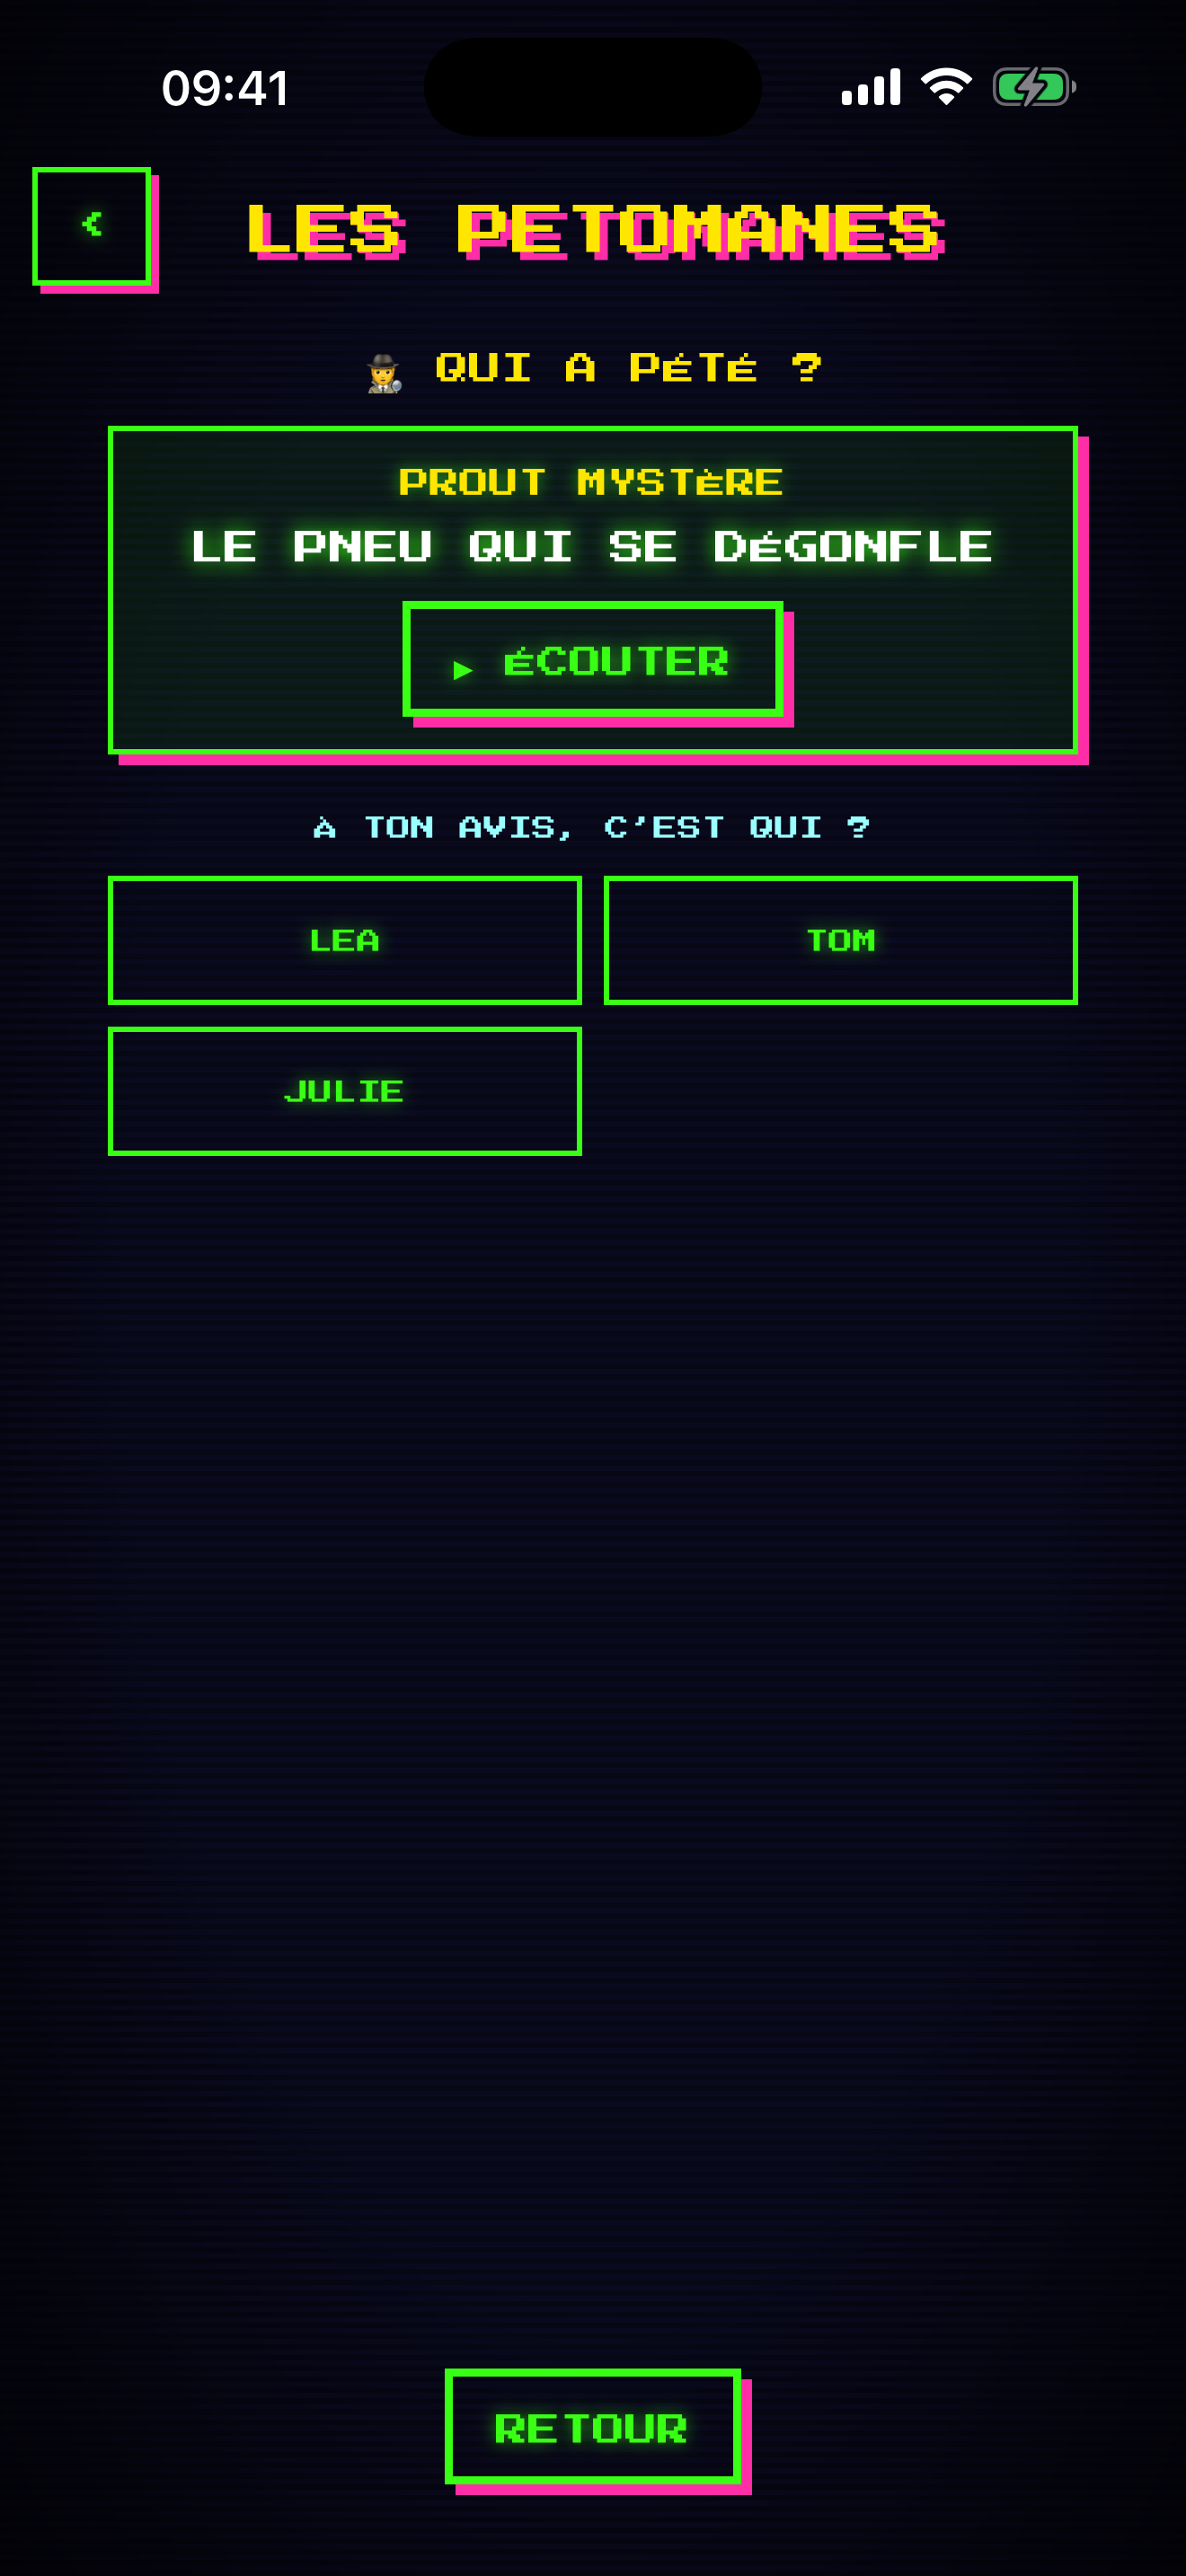 09:41
LES PETOMANES
QUI A PÉTÉ ?
PROUT MYSTÈRE
LE PNEU QUI SE DÉGONFLE
▶ ÉCOUTER
À TON AVIS, C'EST QUI ?
LEA
TOM
JULIE
RETOUR